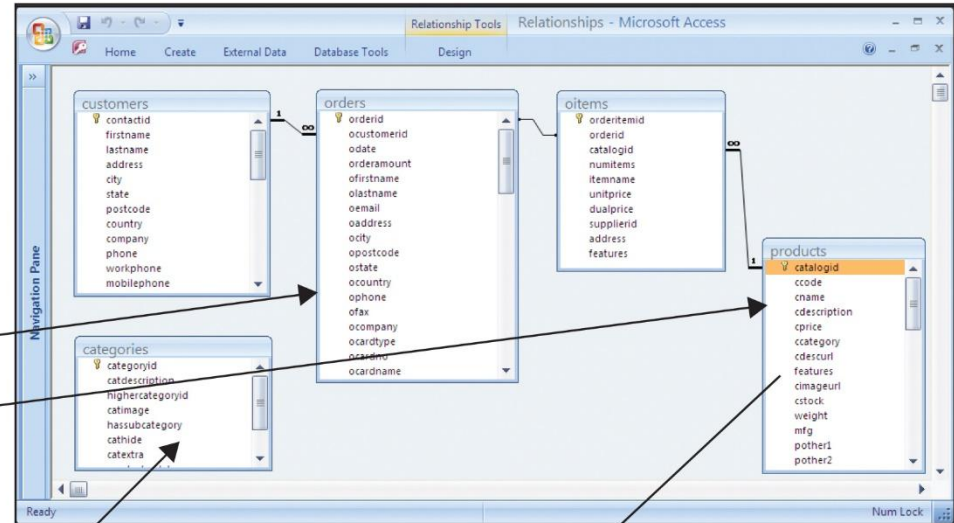 Relationship Tools Relationships - Microsoft Access
Home Create External Data Database Tools Design
»
Navigation Pane
customers
contactid
firstname
lastname
address
city
state
postcode
country
company
phone
workphone
mobilephone
1
∞
orders
orderid
ocustomerid
odate
orderamount
ofirstname
olastname
oemail
oaddress
ocity
opostcode
ostate
ocountry
ophone
ofax
ocompany
ocardtype
ocardno
ocardname
oitems
orderitemid
orderid
catalogid
numitems
itemname
unitprice
dualprice
supplierid
address
features
∞
1
products
catalogid
ccode
cname
cdescription
cprice
ccategory
cdescurl
features
cimageurl
cstock
weight
mfg
pother1
pother2
categories
categoryid
catdescription
highercategoryid
catimage
hassubcategory
cathide
catextra
Ready Num Lock